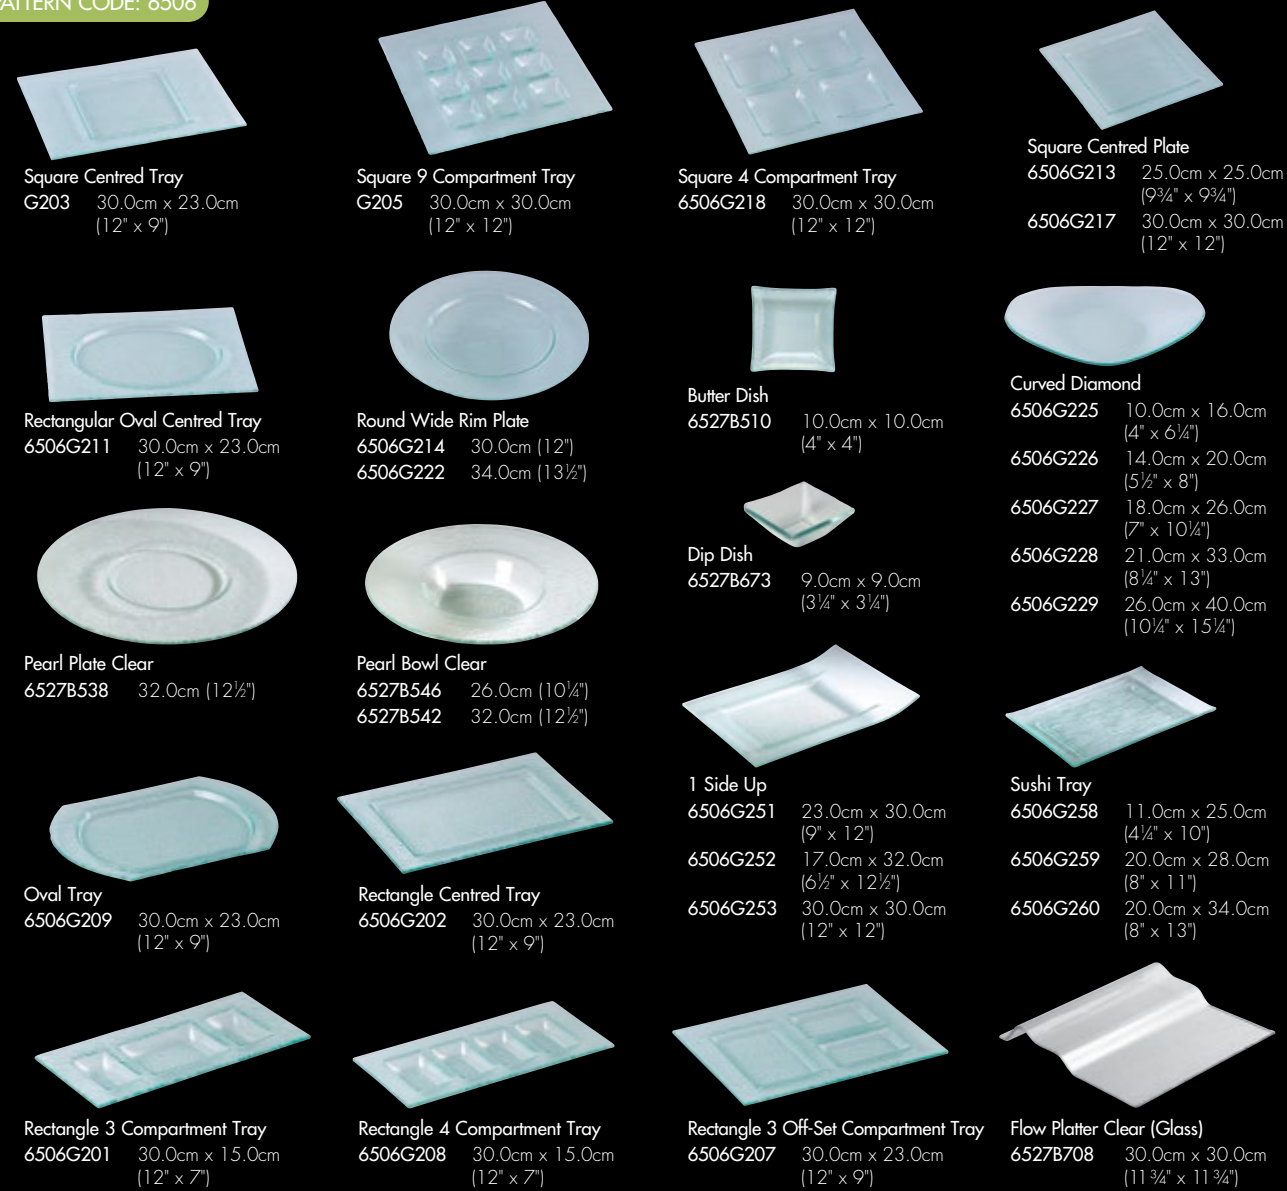 PATTERN CODE: 6506
Square Centred Tray
G203 30.0cm x 23.0cm
(12" x 9")
Square 9 Compartment Tray
G205 30.0cm x 30.0cm
(12" x 12")
Square 4 Compartment Tray
6506G218 30.0cm x 30.0cm
(12" x 12")
Square Centred Plate
6506G213 25.0cm x 25.0cm
(9¾" x 9¾")
6506G217 30.0cm x 30.0cm
(12" x 12")
Rectangular Oval Centred Tray
6506G211 30.0cm x 23.0cm
(12" x 9")
Round Wide Rim Plate
6506G214 30.0cm (12")
6506G222 34.0cm (13½")
Butter Dish
6527B510 10.0cm x 10.0cm
(4" x 4")
Dip Dish
6527B673 9.0cm x 9.0cm
(3¼" x 3¼")
Curved Diamond
6506G225 10.0cm x 16.0cm
(4" x 6¼")
6506G226 14.0cm x 20.0cm
(5½" x 8")
6506G227 18.0cm x 26.0cm
(7" x 10¼")
6506G228 21.0cm x 33.0cm
(8¼" x 13")
6506G229 26.0cm x 40.0cm
(10¼" x 15¼")
Pearl Plate Clear
6527B538 32.0cm (12½")
Pearl Bowl Clear
6527B546 26.0cm (10¼")
6527B542 32.0cm (12½")
1 Side Up
6506G251 23.0cm x 30.0cm
(9" x 12")
6506G252 17.0cm x 32.0cm
(6½" x 12½")
6506G253 30.0cm x 30.0cm
(12" x 12")
Sushi Tray
6506G258 11.0cm x 25.0cm
(4¼" x 10")
6506G259 20.0cm x 28.0cm
(8" x 11")
6506G260 20.0cm x 34.0cm
(8" x 13")
Oval Tray
6506G209 30.0cm x 23.0cm
(12" x 9")
Rectangle Centred Tray
6506G202 30.0cm x 23.0cm
(12" x 9")
Rectangle 3 Compartment Tray
6506G201 30.0cm x 15.0cm
(12" x 7")
Rectangle 4 Compartment Tray
6506G208 30.0cm x 15.0cm
(12" x 7")
Rectangle 3 Off-Set Compartment Tray
6506G207 30.0cm x 23.0cm
(12" x 9")
Flow Platter Clear (Glass)
6527B708 30.0cm x 30.0cm
(11¾" x 11¾")